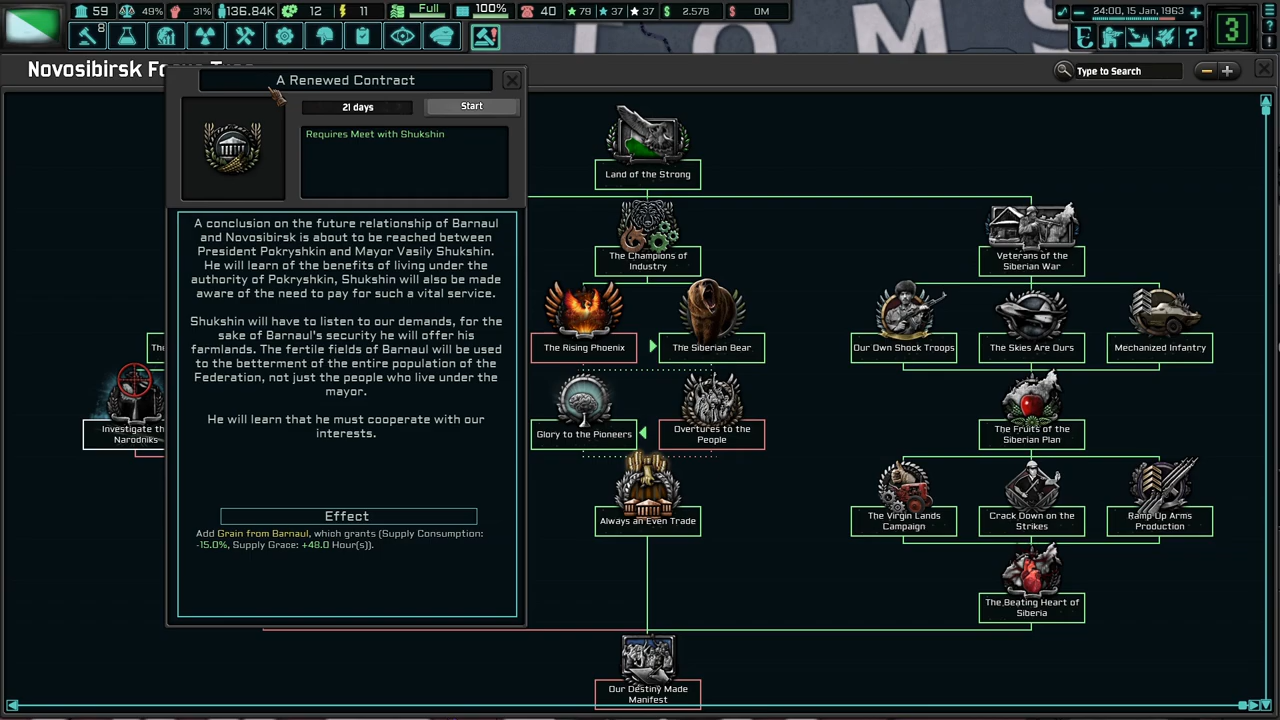 59
49%
31%
136.84K
12
11
Full
100%
40
79
37
37
2.57B
0M
24:00, 15 Jan, 1963
3
8
Novosibirsk Fo
Type to Search
A Renewed Contract
21 days
Start
Requires Meet with Shukshin
A conclusion on the future relationship of Barnaul
and Novosibirsk is about to be reached between
President Pokryshkin and Mayor Vasily Shukshin.
He will learn of the benefits of living under the
authority of Pokryshkin, Shukshin will also be made
aware of the need to pay for such a vital service.
Shukshin will have to listen to our demands, for the
sake of Barnaul's security he will offer his
farmlands. The fertile fields of Barnaul will be used
to the betterment of the entire population of the
Federation, not just the people who live under the
mayor.
He will learn that he must cooperate with our
interests.
Effect
Add Grain from Barnaul, which grants (Supply Consumption:
-15.0%, Supply Grace: +48.0 Hour(s)).
Land of the Strong
The Champions of
Industry
Veterans of the
Siberian War
The Rising Phoenix
The Siberian Bear
Our Own Shock Troops
The Skies Are Ours
Mechanized Infantry
Investigate th
Narodniks
Glory to the Pioneers
Overtures to the
People
The Fruits of the
Siberian Plan
Always an Even Trade
The Virgin Lands
Campaign
Crack Down on the
Strikes
Ramp-Up Arms
Production
The Beating Heart of
Siberia
Our Destiny Made
Manifest